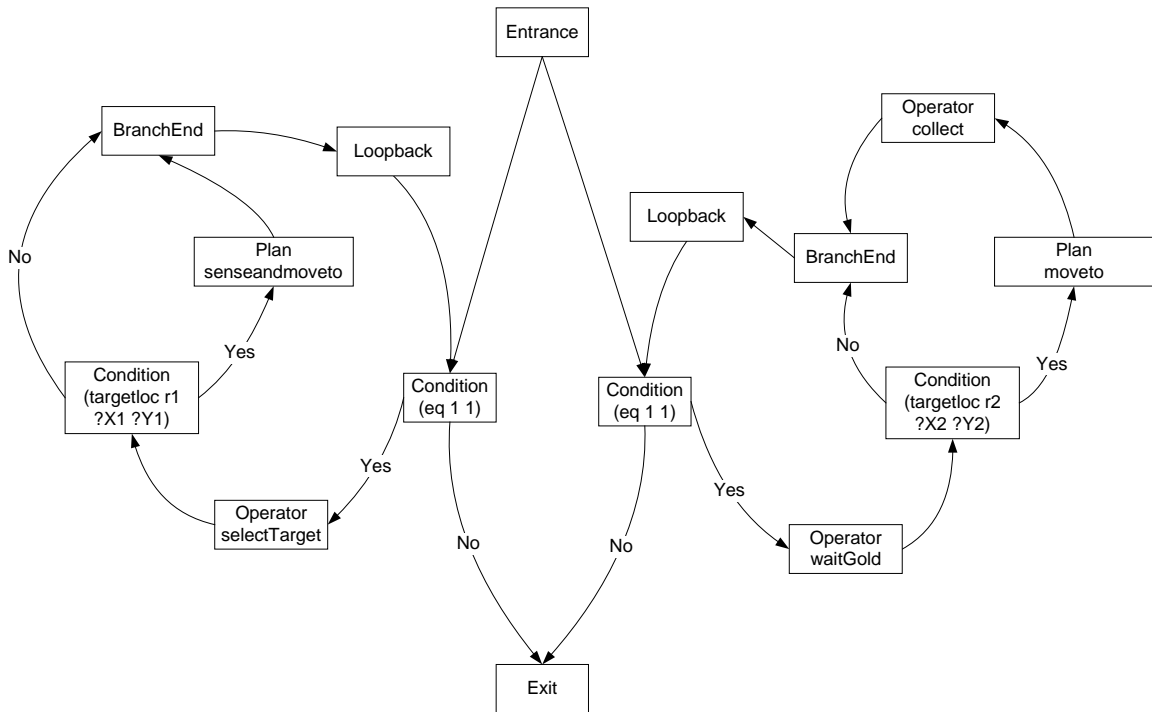 Entrance
BranchEnd
Loopback
Operator
collect
Loopback
BranchEnd
Plan
senseandmoveto
Plan
moveto
No
Yes
No
Yes
Condition
(targetloc r1
?X1 ?Y1)
Condition
(eq 1 1)
Condition
(eq 1 1)
Condition
(targetloc r2
?X2 ?Y2)
Yes
Yes
Operator
selectTarget
No
No
Operator
waitGold
Exit